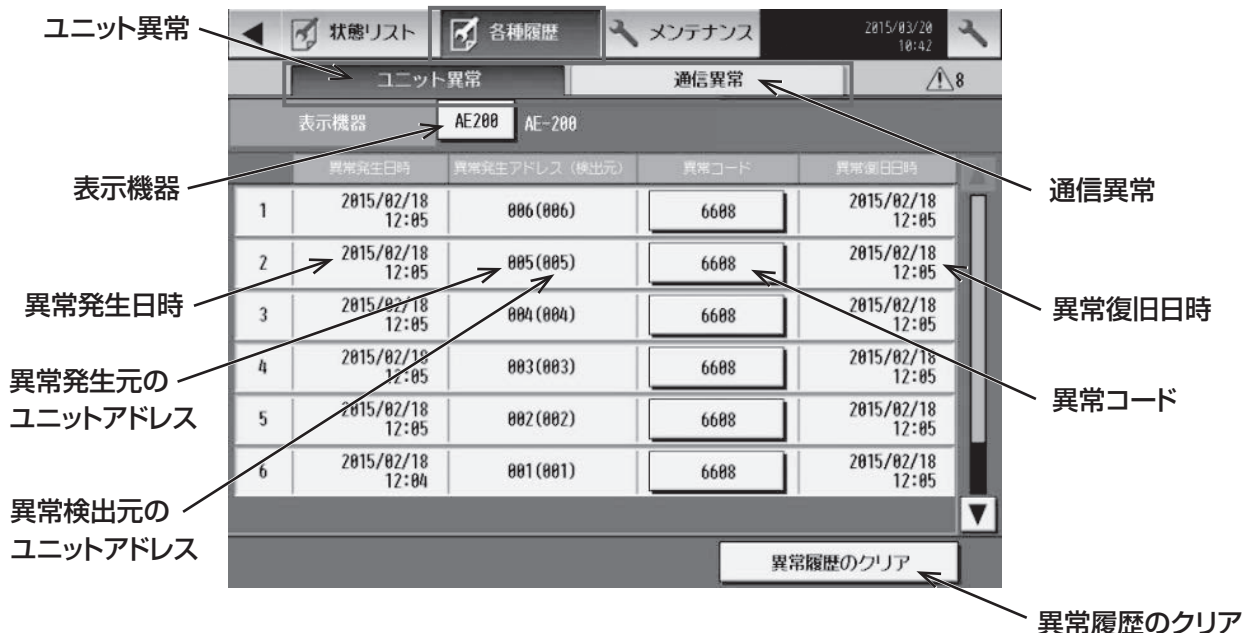 ユニット異常
状態リスト 各種履歴 メンテナンス 2015/03/20
10:42
ユニット異常 通信異常 8
表示機器 AE200 AE-200
表示機器
通信異常
異常発生日時 異常発生アドレス(検出元) 異常コード 異常復旧日時
1 2015/02/18 12:05 006(006) 6608 2015/02/18 12:05
2 2015/02/18 12:05 005(005) 6608 2015/02/18 12:05
3 2015/02/18 12:05 004(004) 6608 2015/02/18 12:05
4 2015/02/18 12:05 003(003) 6608 2015/02/18 12:05
5 2015/02/18 12:05 002(002) 6608 2015/02/18 12:05
6 2015/02/18 12:04 001(001) 6608 2015/02/18 12:05
異常発生日時
異常復旧日時
異常発生元の
ユニットアドレス
異常コード
異常検出元の
ユニットアドレス
異常履歴のクリア
異常履歴のクリア